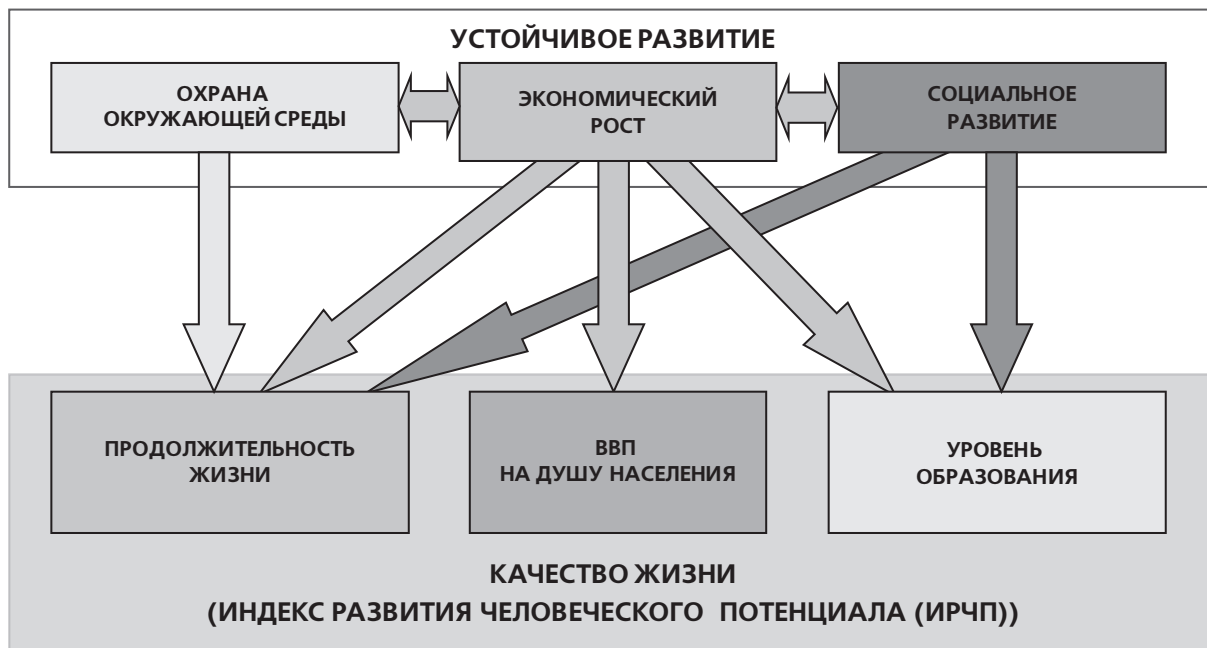 УСТОЙЧИВОЕ РАЗВИТИЕ
ОХРАНА
ОКРУЖАЮЩЕЙ СРЕДЫ
ЭКОНОМИЧЕСКИЙ
РОСТ
СОЦИАЛЬНОЕ
РАЗВИТИЕ
ПРОДОЛЖИТЕЛЬНОСТЬ
ЖИЗНИ
ВВП
НА ДУШУ НАСЕЛЕНИЯ
УРОВЕНЬ
ОБРАЗОВАНИЯ
КАЧЕСТВО ЖИЗНИ
(ИНДЕКС РАЗВИТИЯ ЧЕЛОВЕЧЕСКОГО ПОТЕНЦИАЛА (ИРЧП))